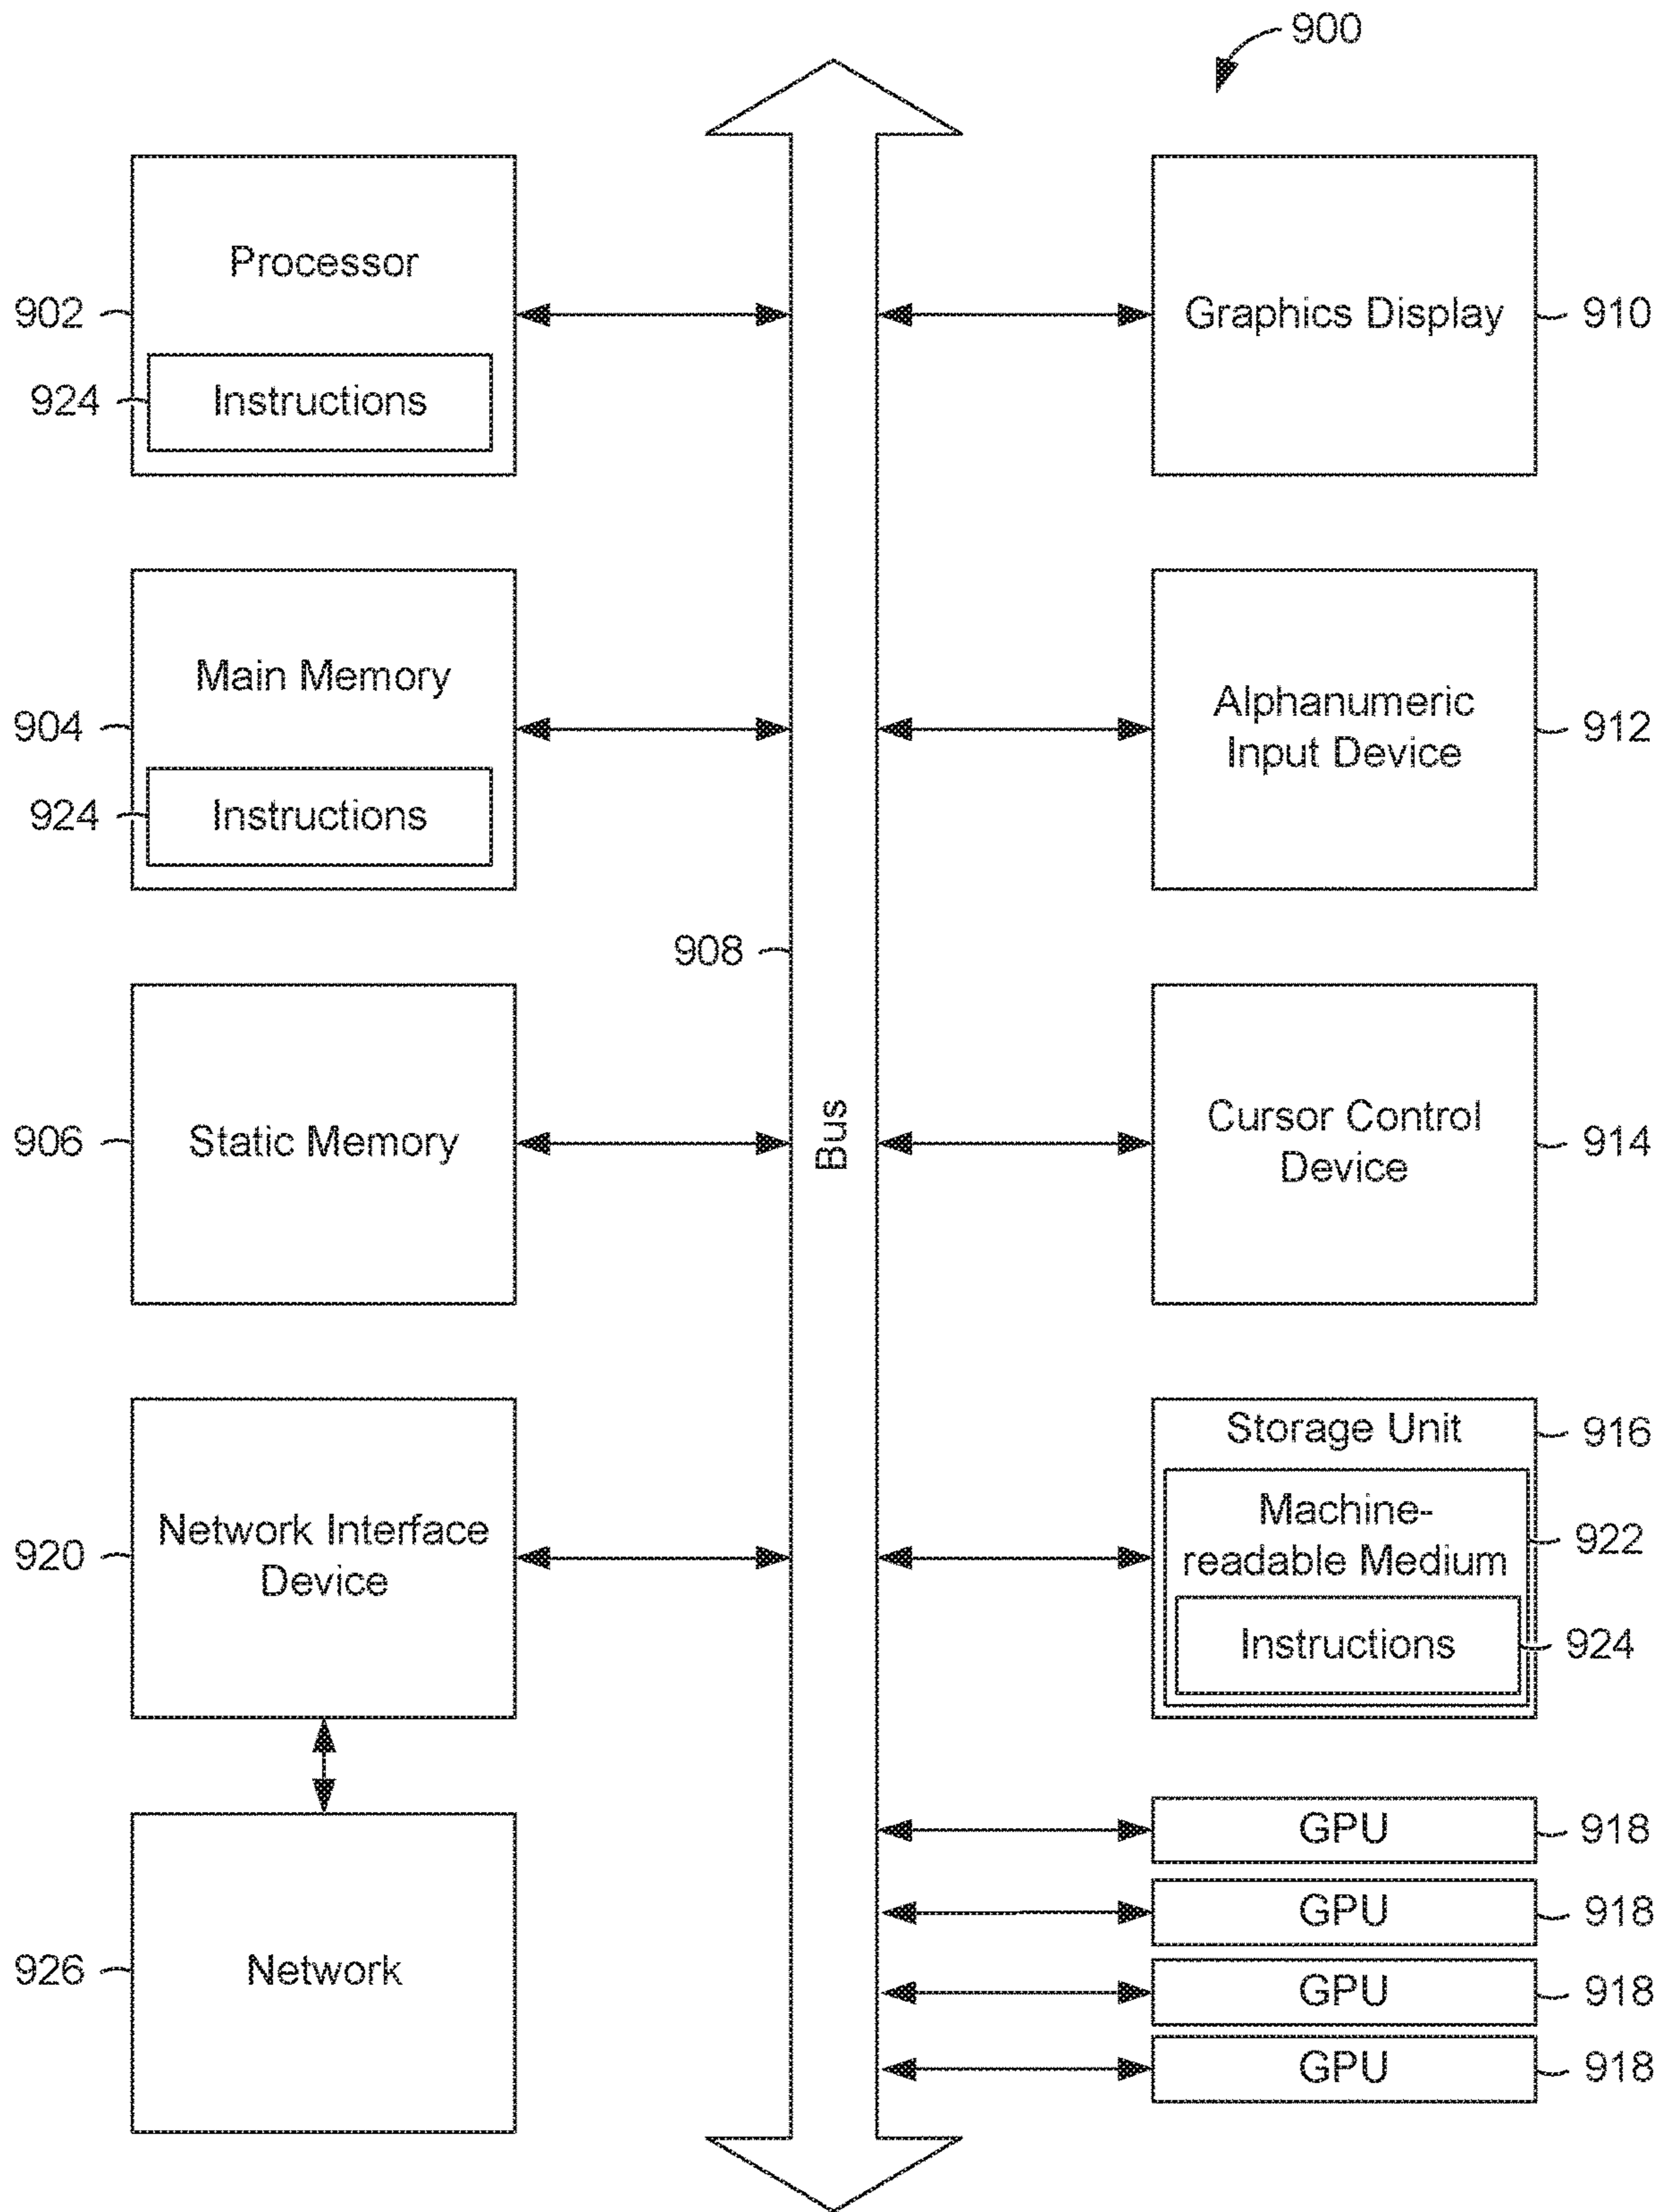 900
Processor
902
924
Instructions
Graphics Display
910
Main Memory
904
924
Instructions
Alphanumeric
Input Device
912
908
Bus
Static Memory
906
Cursor Control
Device
914
Network Interface
Device
920
Storage Unit
916
Machine-
readable Medium
922
Instructions
924
Network
926
GPU
918
GPU
918
GPU
918
GPU
918